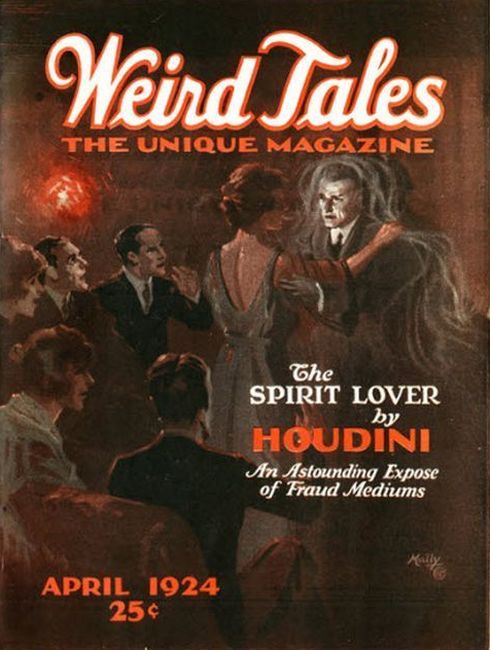 Weird Tales
THE UNIQUE MAGAZINE
The
SPIRIT LOVER
by
HOUDINI
An Astounding Expose
of Fraud Mediums
Mally
APRIL 1924
25¢